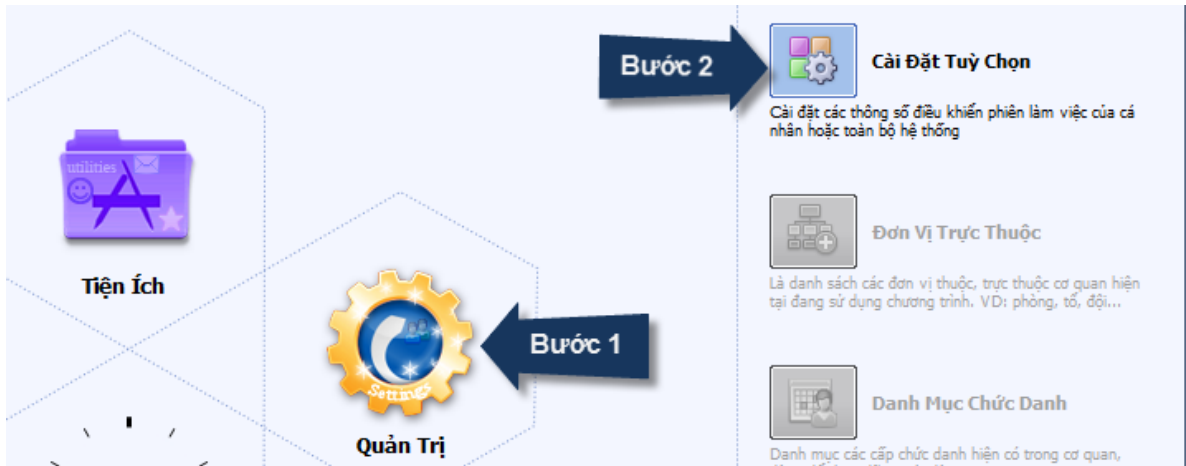 Bước 2
Cài Đặt Tuỳ Chọn
Cài đặt các thông số điều khiển phiên làm việc của cá
nhân hoặc toàn bộ hệ thống
utilities
Tiện Ích
Đơn Vị Trực Thuộc
Là danh sách các đơn vị thuộc, trực thuộc cơ quan hiện
tại đang sử dụng chương trình. VD: phòng, tổ, đội...
Bước 1
Settings
Quản Trị
Danh Mục Chức Danh
Danh mục các cấp chức danh hiện có trong cơ quan,